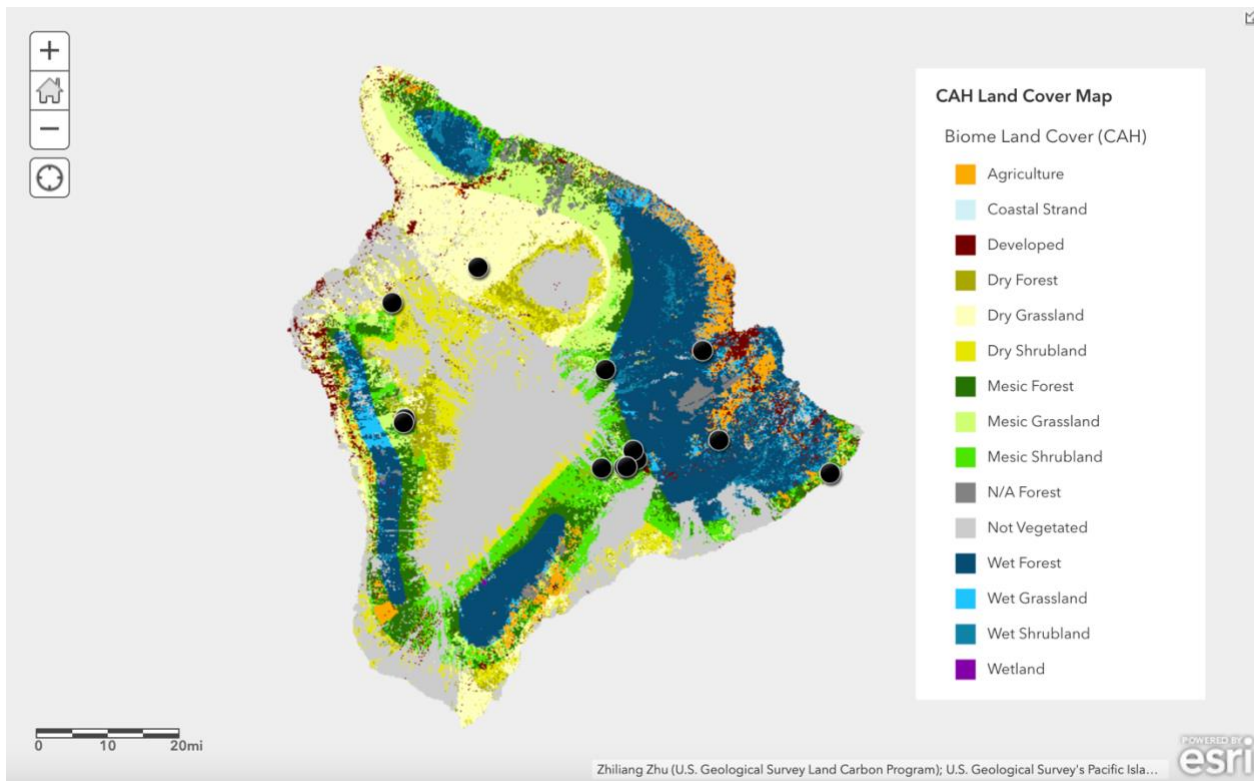 +
−
CAH Land Cover Map
Biome Land Cover (CAH)
Agriculture
Coastal Strand
Developed
Dry Forest
Dry Grassland
Dry Shrubland
Mesic Forest
Mesic Grassland
Mesic Shrubland
N/A Forest
Not Vegetated
Wet Forest
Wet Grassland
Wet Shrubland
Wetland
0 10 20mi
Zhiliang Zhu (U.S. Geological Survey Land Carbon Program); U.S. Geological Survey's Pacific Isla...
POWERED BY
esri